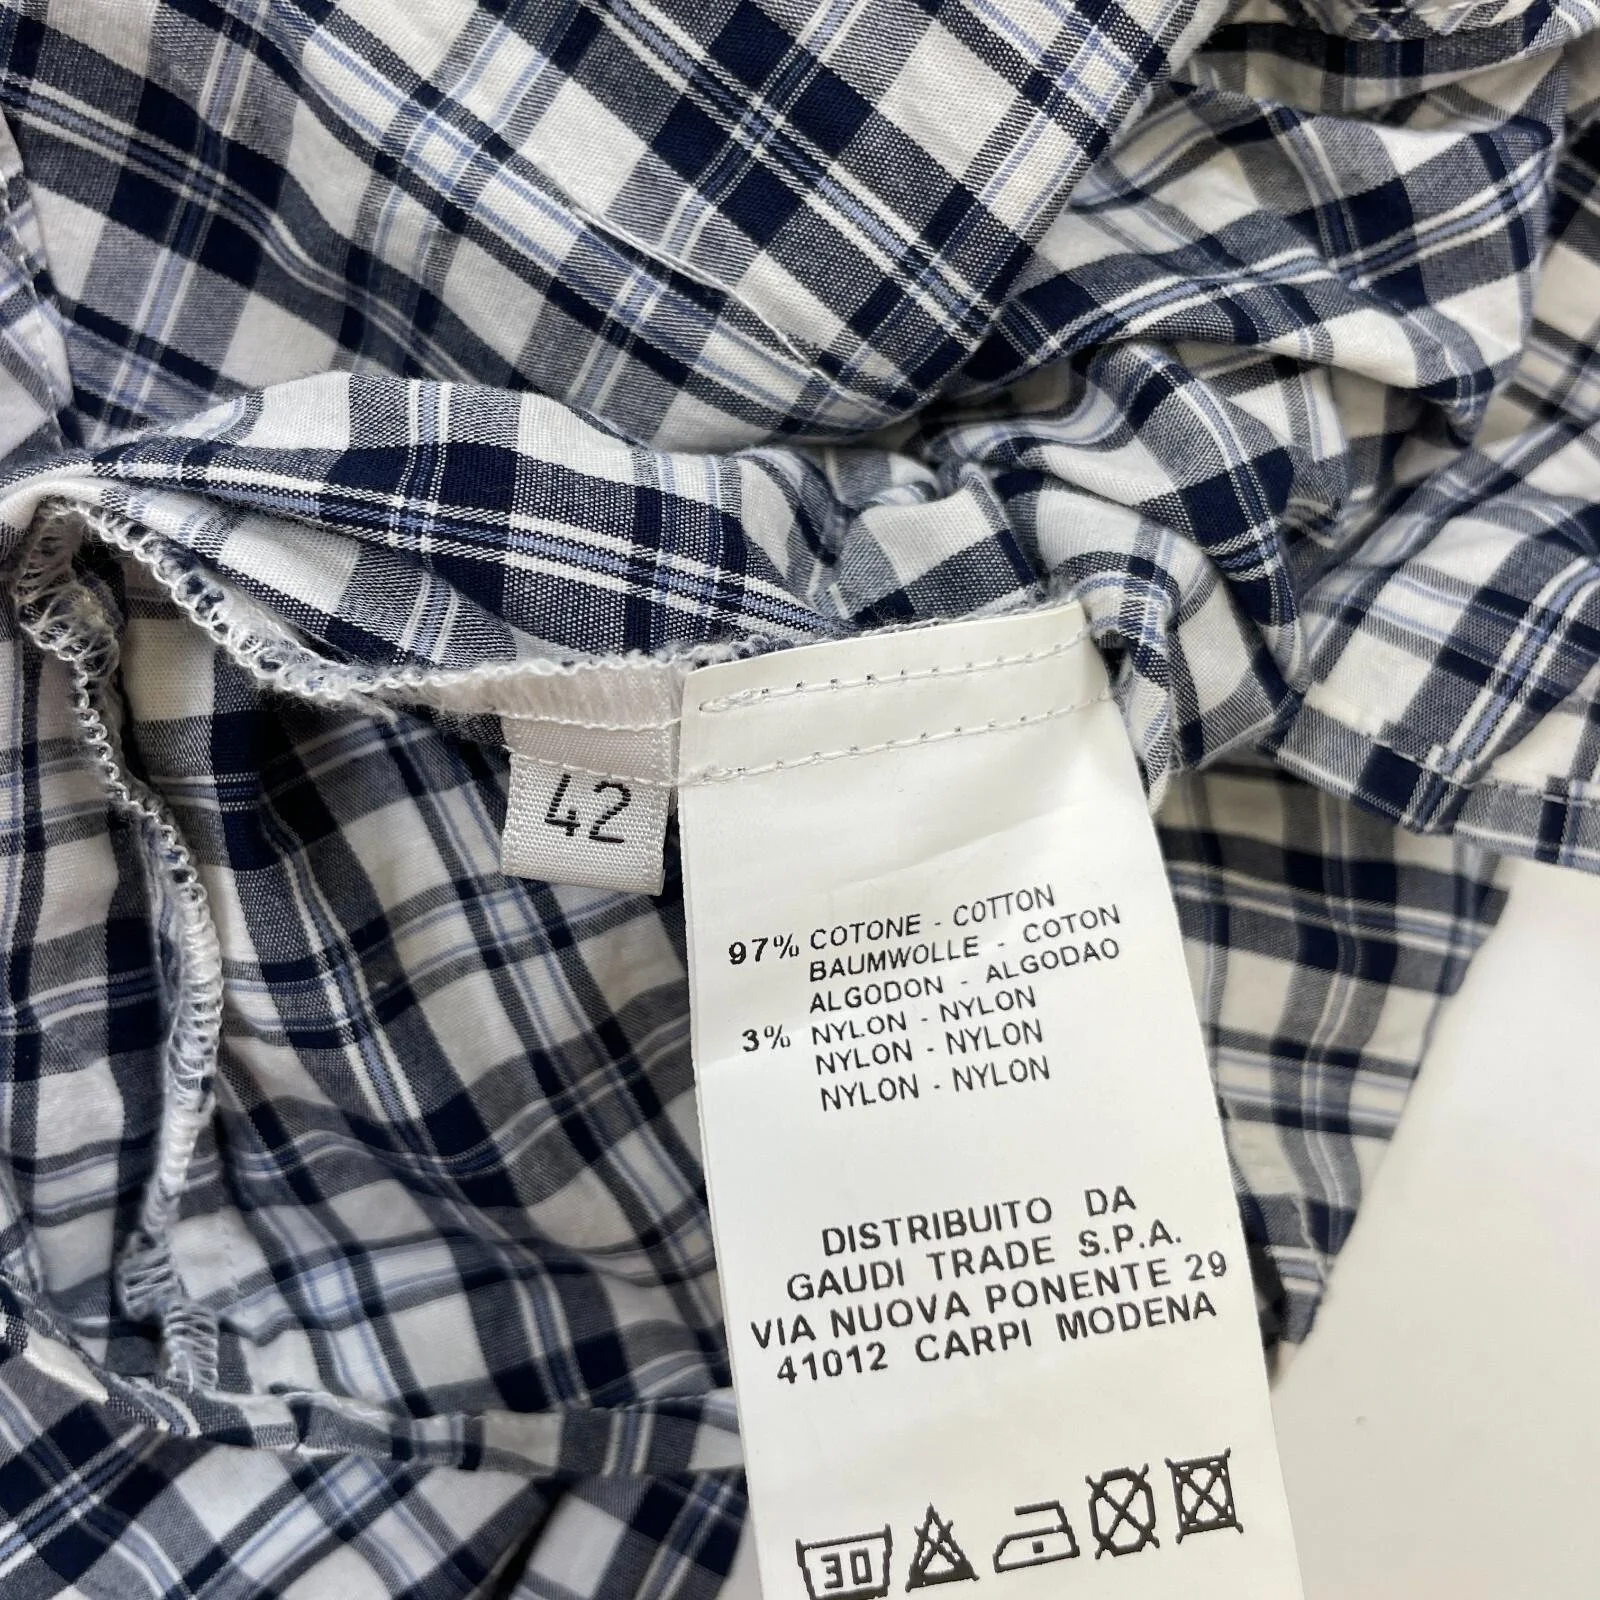 42
97% COTONE - COTTON
BAUMWOLLE - COTON
ALGODON - ALGODAO
3% NYLON - NYLON
NYLON - NYLON
NYLON - NYLON
DISTRIBUITO DA
GAUDI TRADE S.P.A.
VIA NUOVA PONENTE 29
41012 CARPI MODENA
30